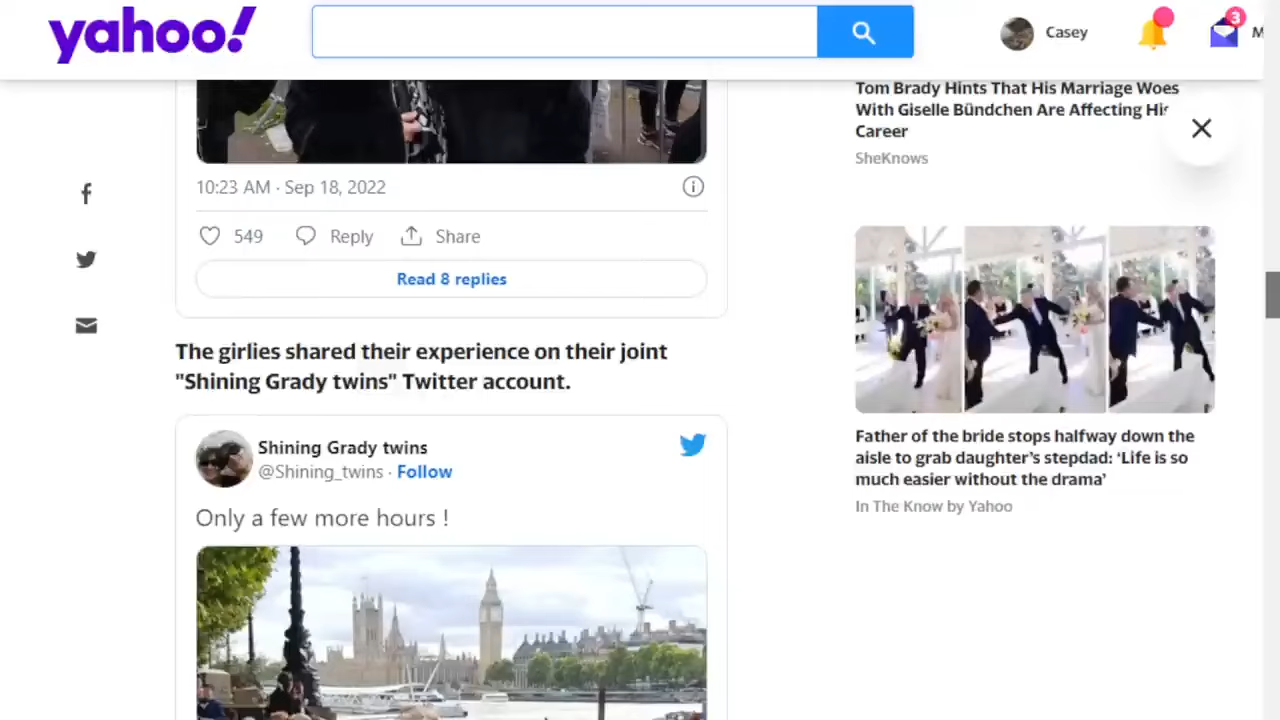 yahoo!
Casey
3
M
Tom Brady Hints That His Marriage Woes
With Giselle Bündchen Are Affecting His
Career
SheKnows
10:23 AM · Sep 18, 2022
549 Reply Share
Read 8 replies
The girlies shared their experience on their joint
"Shining Grady twins" Twitter account.
Shining Grady twins
@Shining_twins · Follow
Only a few more hours !
Father of the bride stops halfway down the
aisle to grab daughter's stepdad: ‘Life is so
much easier without the drama’
In The Know by Yahoo